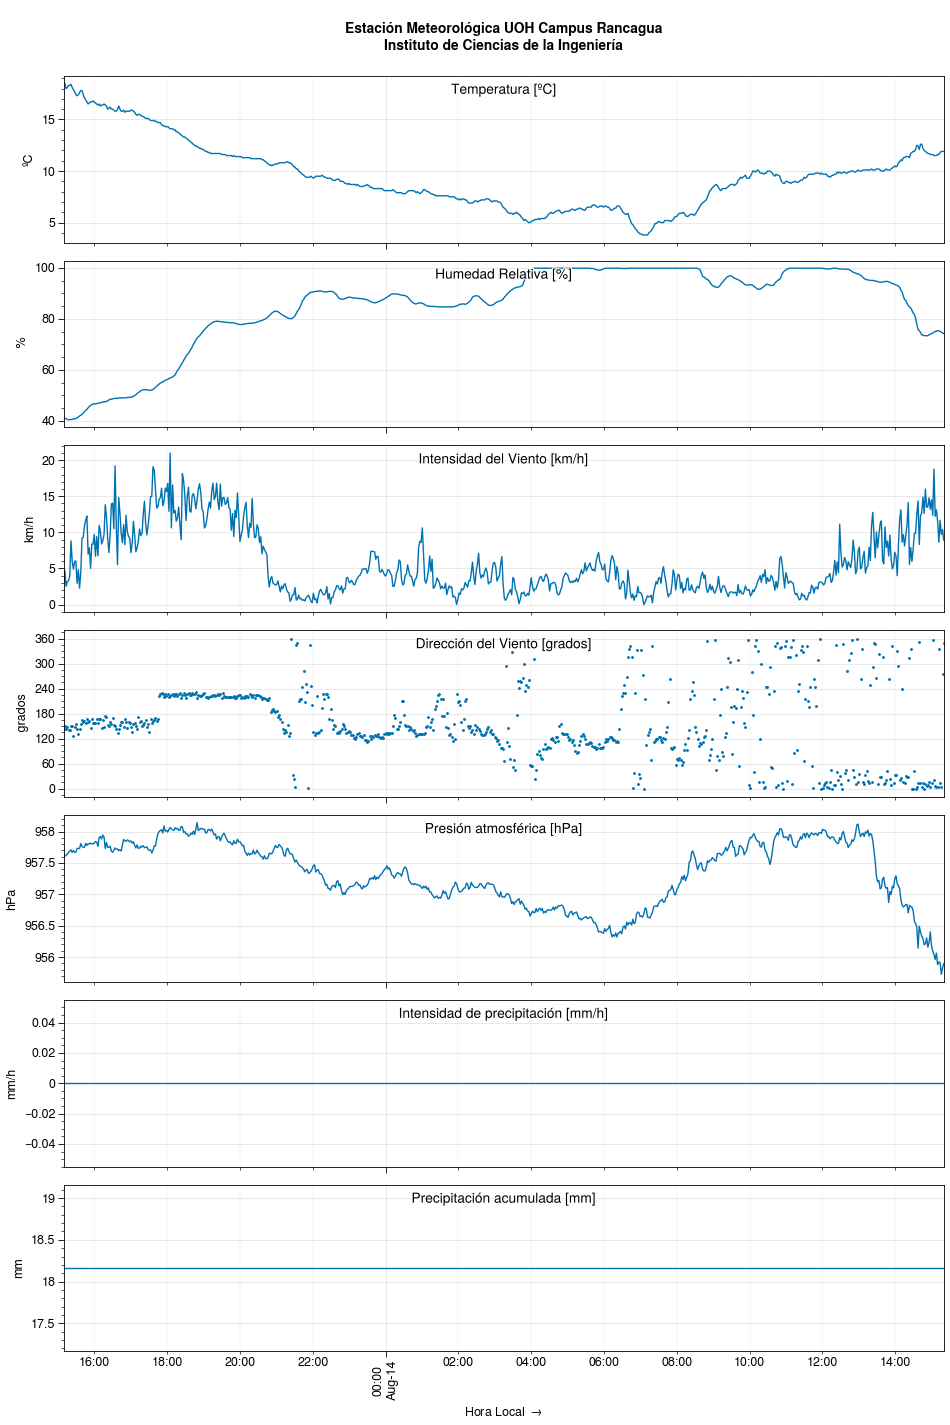 Estación Meteorológica UOH Campus Rancagua
Instituto de Ciencias de la Ingeniería
Temperatura [ºC]
ºC
15
10
5
Humedad Relativa [%]
%
100
80
60
40
Intensidad del Viento [km/h]
km/h
20
15
10
5
0
Dirección del Viento [grados]
grados
360
300
240
180
120
60
0
Presión atmosférica [hPa]
hPa
958
957.5
957
956.5
956
Intensidad de precipitación [mm/h]
mm/h
0.04
0.02
0
−0.02
−0.04
Precipitación acumulada [mm]
mm
19
18.5
18
17.5
16:00 18:00 20:00 22:00 00:00 02:00 04:00 06:00 08:00 10:00 12:00 14:00
Aug-14
Hora Local →